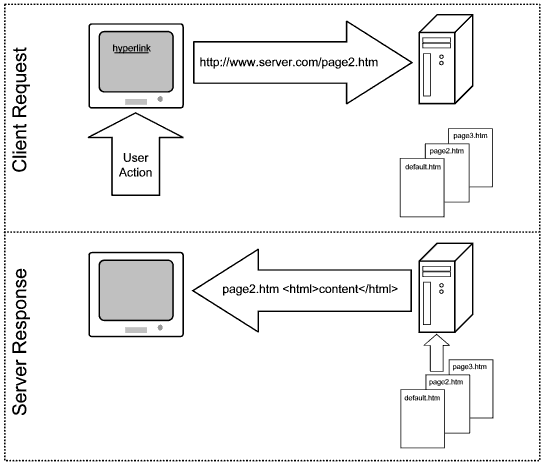 Client Request
hyperlink
http://www.server.com/page2.htm
User
Action
page3.htm
page2.htm
default.htm
Server Response
page2.htm <html>content</html>
page3.htm
page2.htm
default.htm